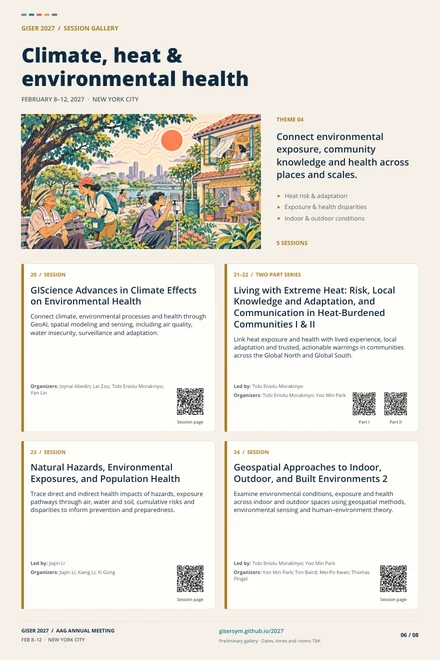 GISER 2027 / SESSION GALLERY
Climate, heat &
environmental health
FEBRUARY 8–12, 2027 · NEW YORK CITY
THEME 04
Connect environmental
exposure, community
knowledge and health across
places and scales.
Heat risk & adaptation
Exposure & health disparities
Indoor & outdoor conditions
5 SESSIONS
20 / SESSION
GIScience Advances in Climate Effects
on Environmental Health
Connect climate, environmental processes and health through
GeoAI, spatial modeling and sensing, including air quality,
water insecurity, surveillance and adaptation.
Organizers: Joynal Abedin; Lei Zou; Tobi Eniolu Morakinyo;
Yan Lin
Session page
21–22 / TWO-PART SERIES
Living with Extreme Heat: Risk, Local
Knowledge and Adaptation, and
Communication in Heat-Burdened
Communities I & II
Link heat exposure and health with lived experience, local
adaptation and trusted, actionable warnings in communities
across the Global North and Global South.
Led by: Tobi Eniolu Morakinyo
Organizers: Tobi Eniolu Morakinyo; Yoo Min Park
Part I
Part II
23 / SESSION
Natural Hazards, Environmental
Exposures, and Population Health
Trace direct and indirect health impacts of hazards, exposure
pathways through air, water and soil, cumulative risks and
disparities to inform prevention and preparedness.
Led by: Jiajin Li
Organizers: Jiajin Li; Xiang Li; Xi Gong
Session page
24 / SESSION
Geospatial Approaches to Indoor,
Outdoor, and Built Environments 2
Examine environmental conditions, exposure and health
across indoor and outdoor spaces using geospatial methods,
environmental sensing and human–environment theory.
Led by: Tobi Eniolu Morakinyo; Yoo Min Park
Organizers: Yoo Min Park; Tim Baird; Mei-Po Kwan; Thomas
Pingel
Session page
GISER 2027 / AAG ANNUAL MEETING
FEB 8–12 · NEW YORK CITY
gisersym.github.io/2027
Preliminary gallery · Dates, times and rooms TBA
06 / 08